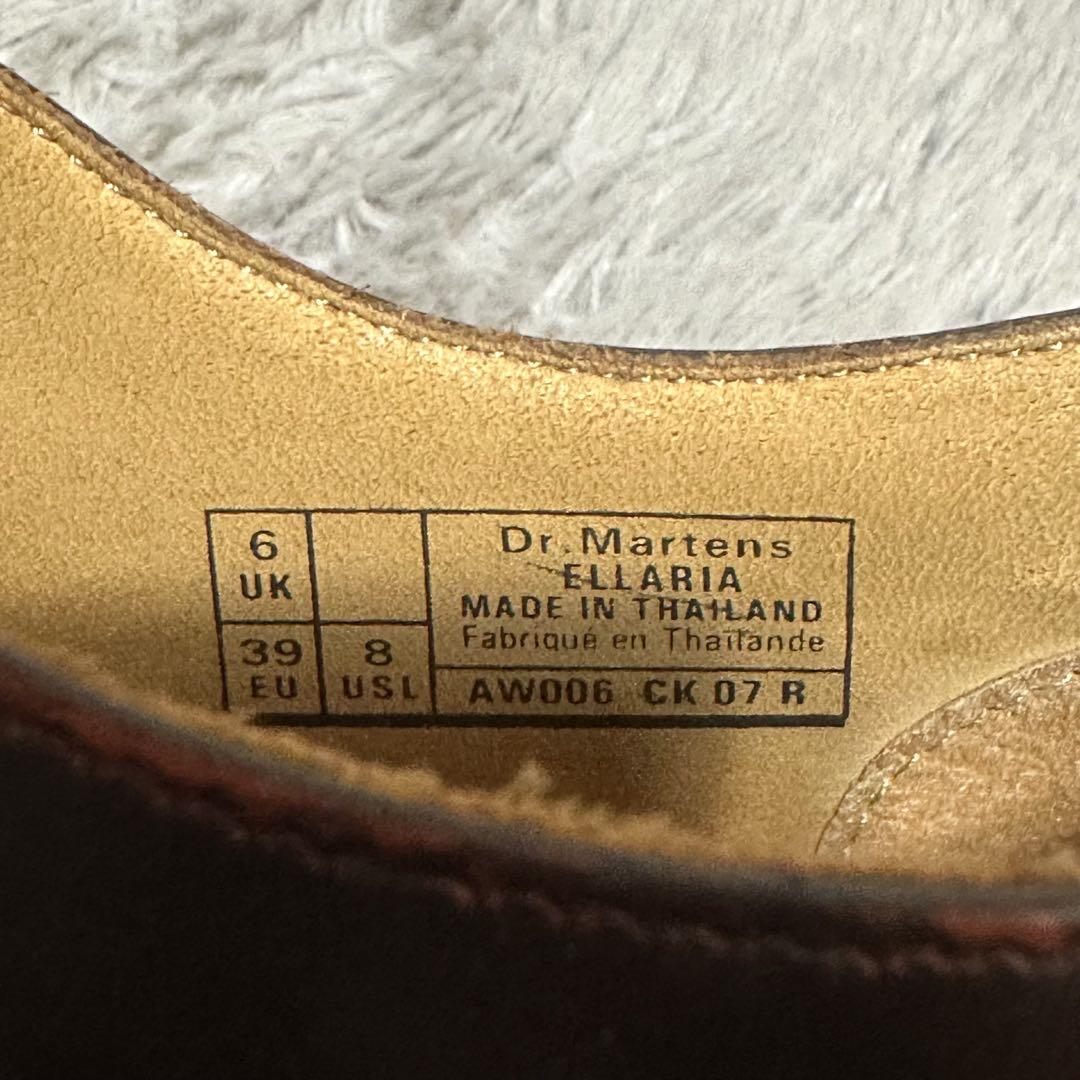 6
UK
39
EU
8
USL
Dr. Martens
ELLARIA
MADE IN THAILAND
Fabriqué en Thaïlande
AW006 CK 07 R